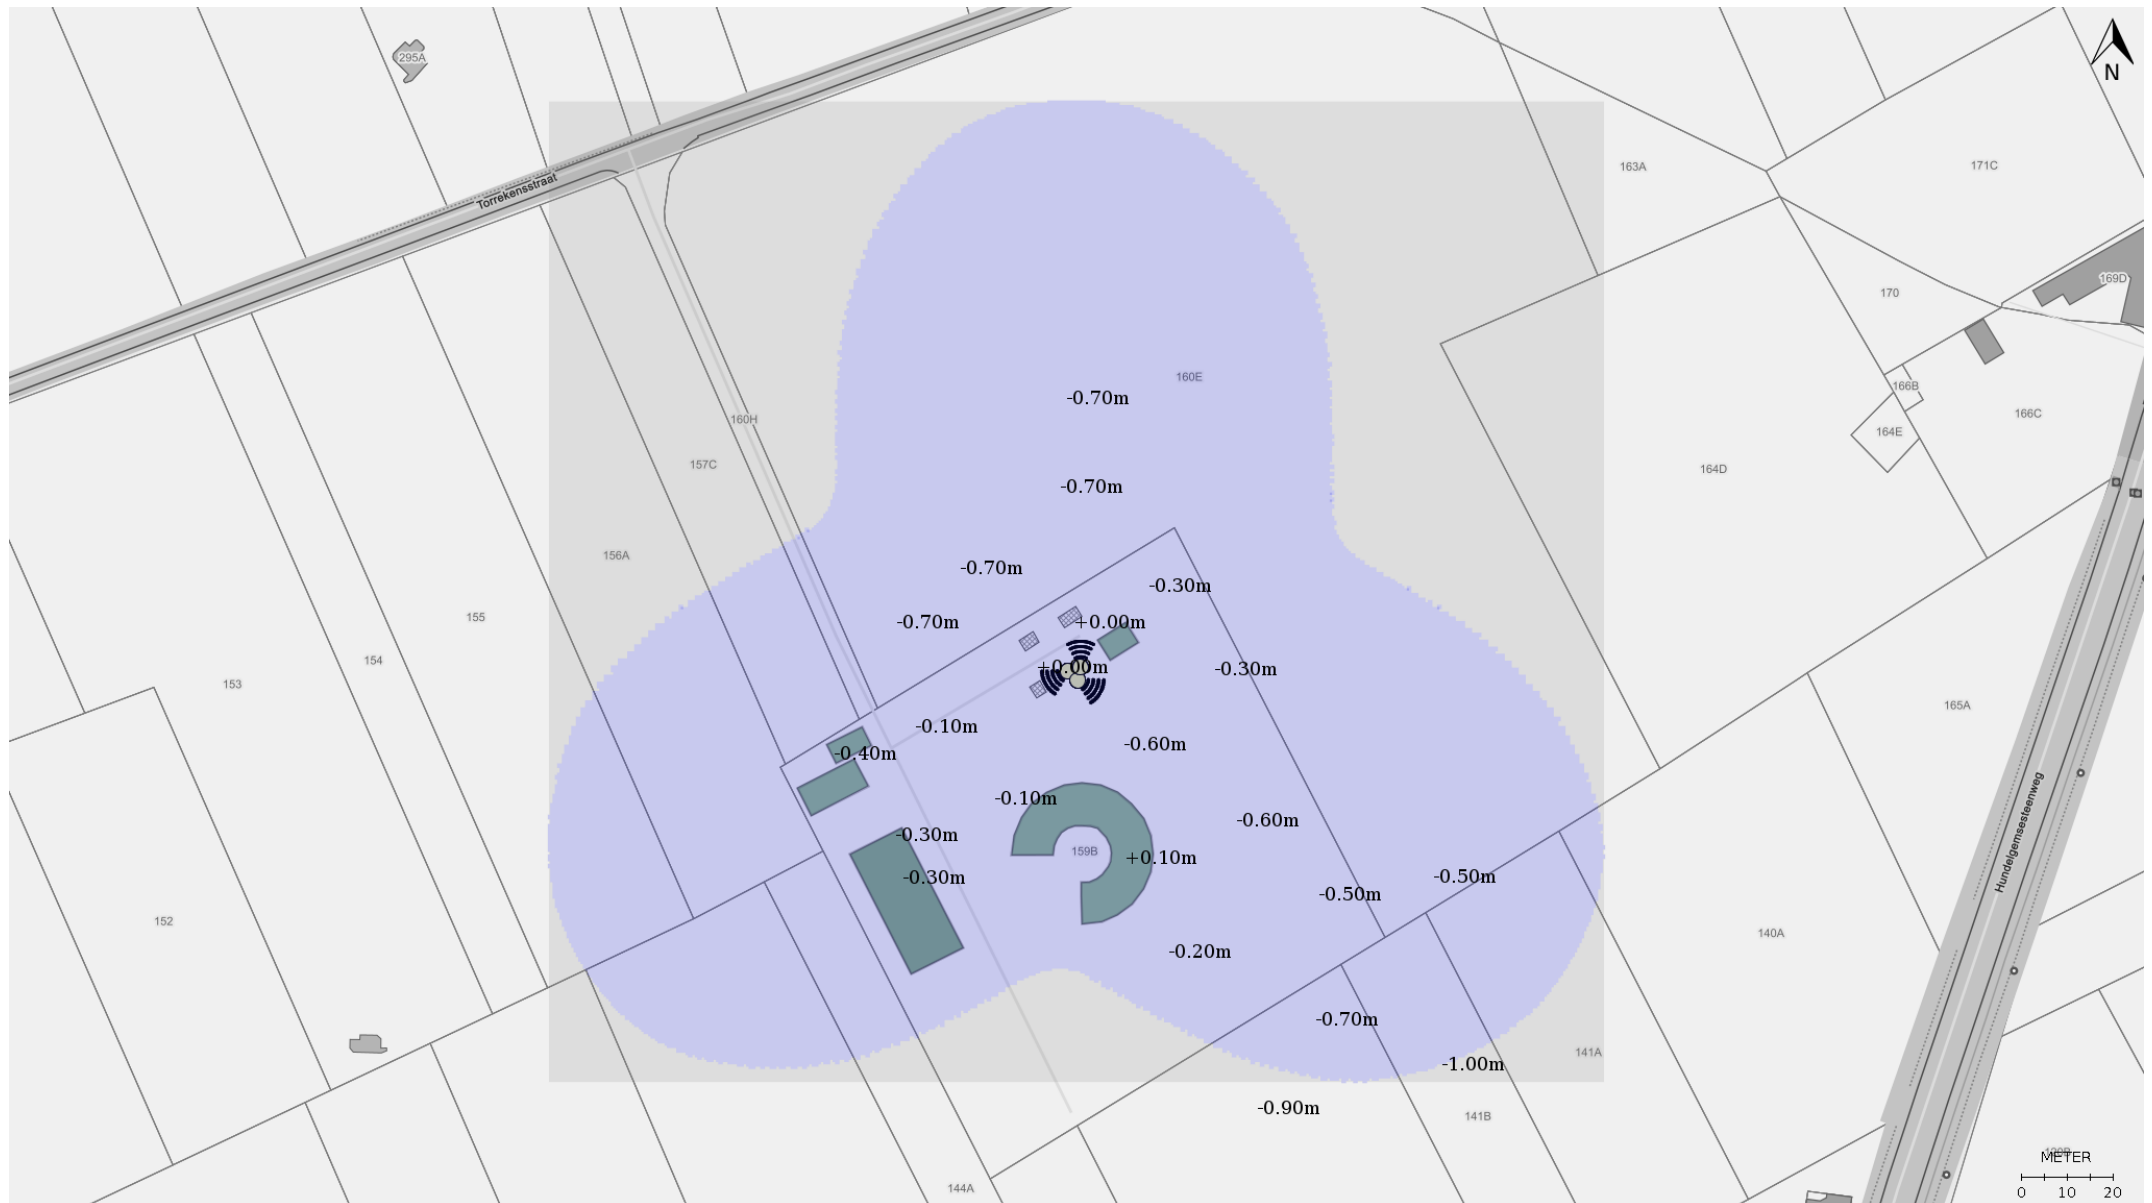 295A
N
163A
171C
Torrekensstraat
169D
170
160E
166B
-0.70m
160H
166C
164E
157C
164D
-0.70m
156A
-0.70m
-0.30m
155
-0.70m
+0.00m
154
+0.00m
-0.30m
153
165A
-0.10m
-0.60m
-0.40m
-0.10m
-0.60m
Hundelgemsesteenweg
-0.30m
159B
+0.10m
-0.30m
-0.50m
-0.50m
152
140A
-0.20m
-0.70m
141A
-1.00m
-0.90m
141B
METER
144A
0 10 20